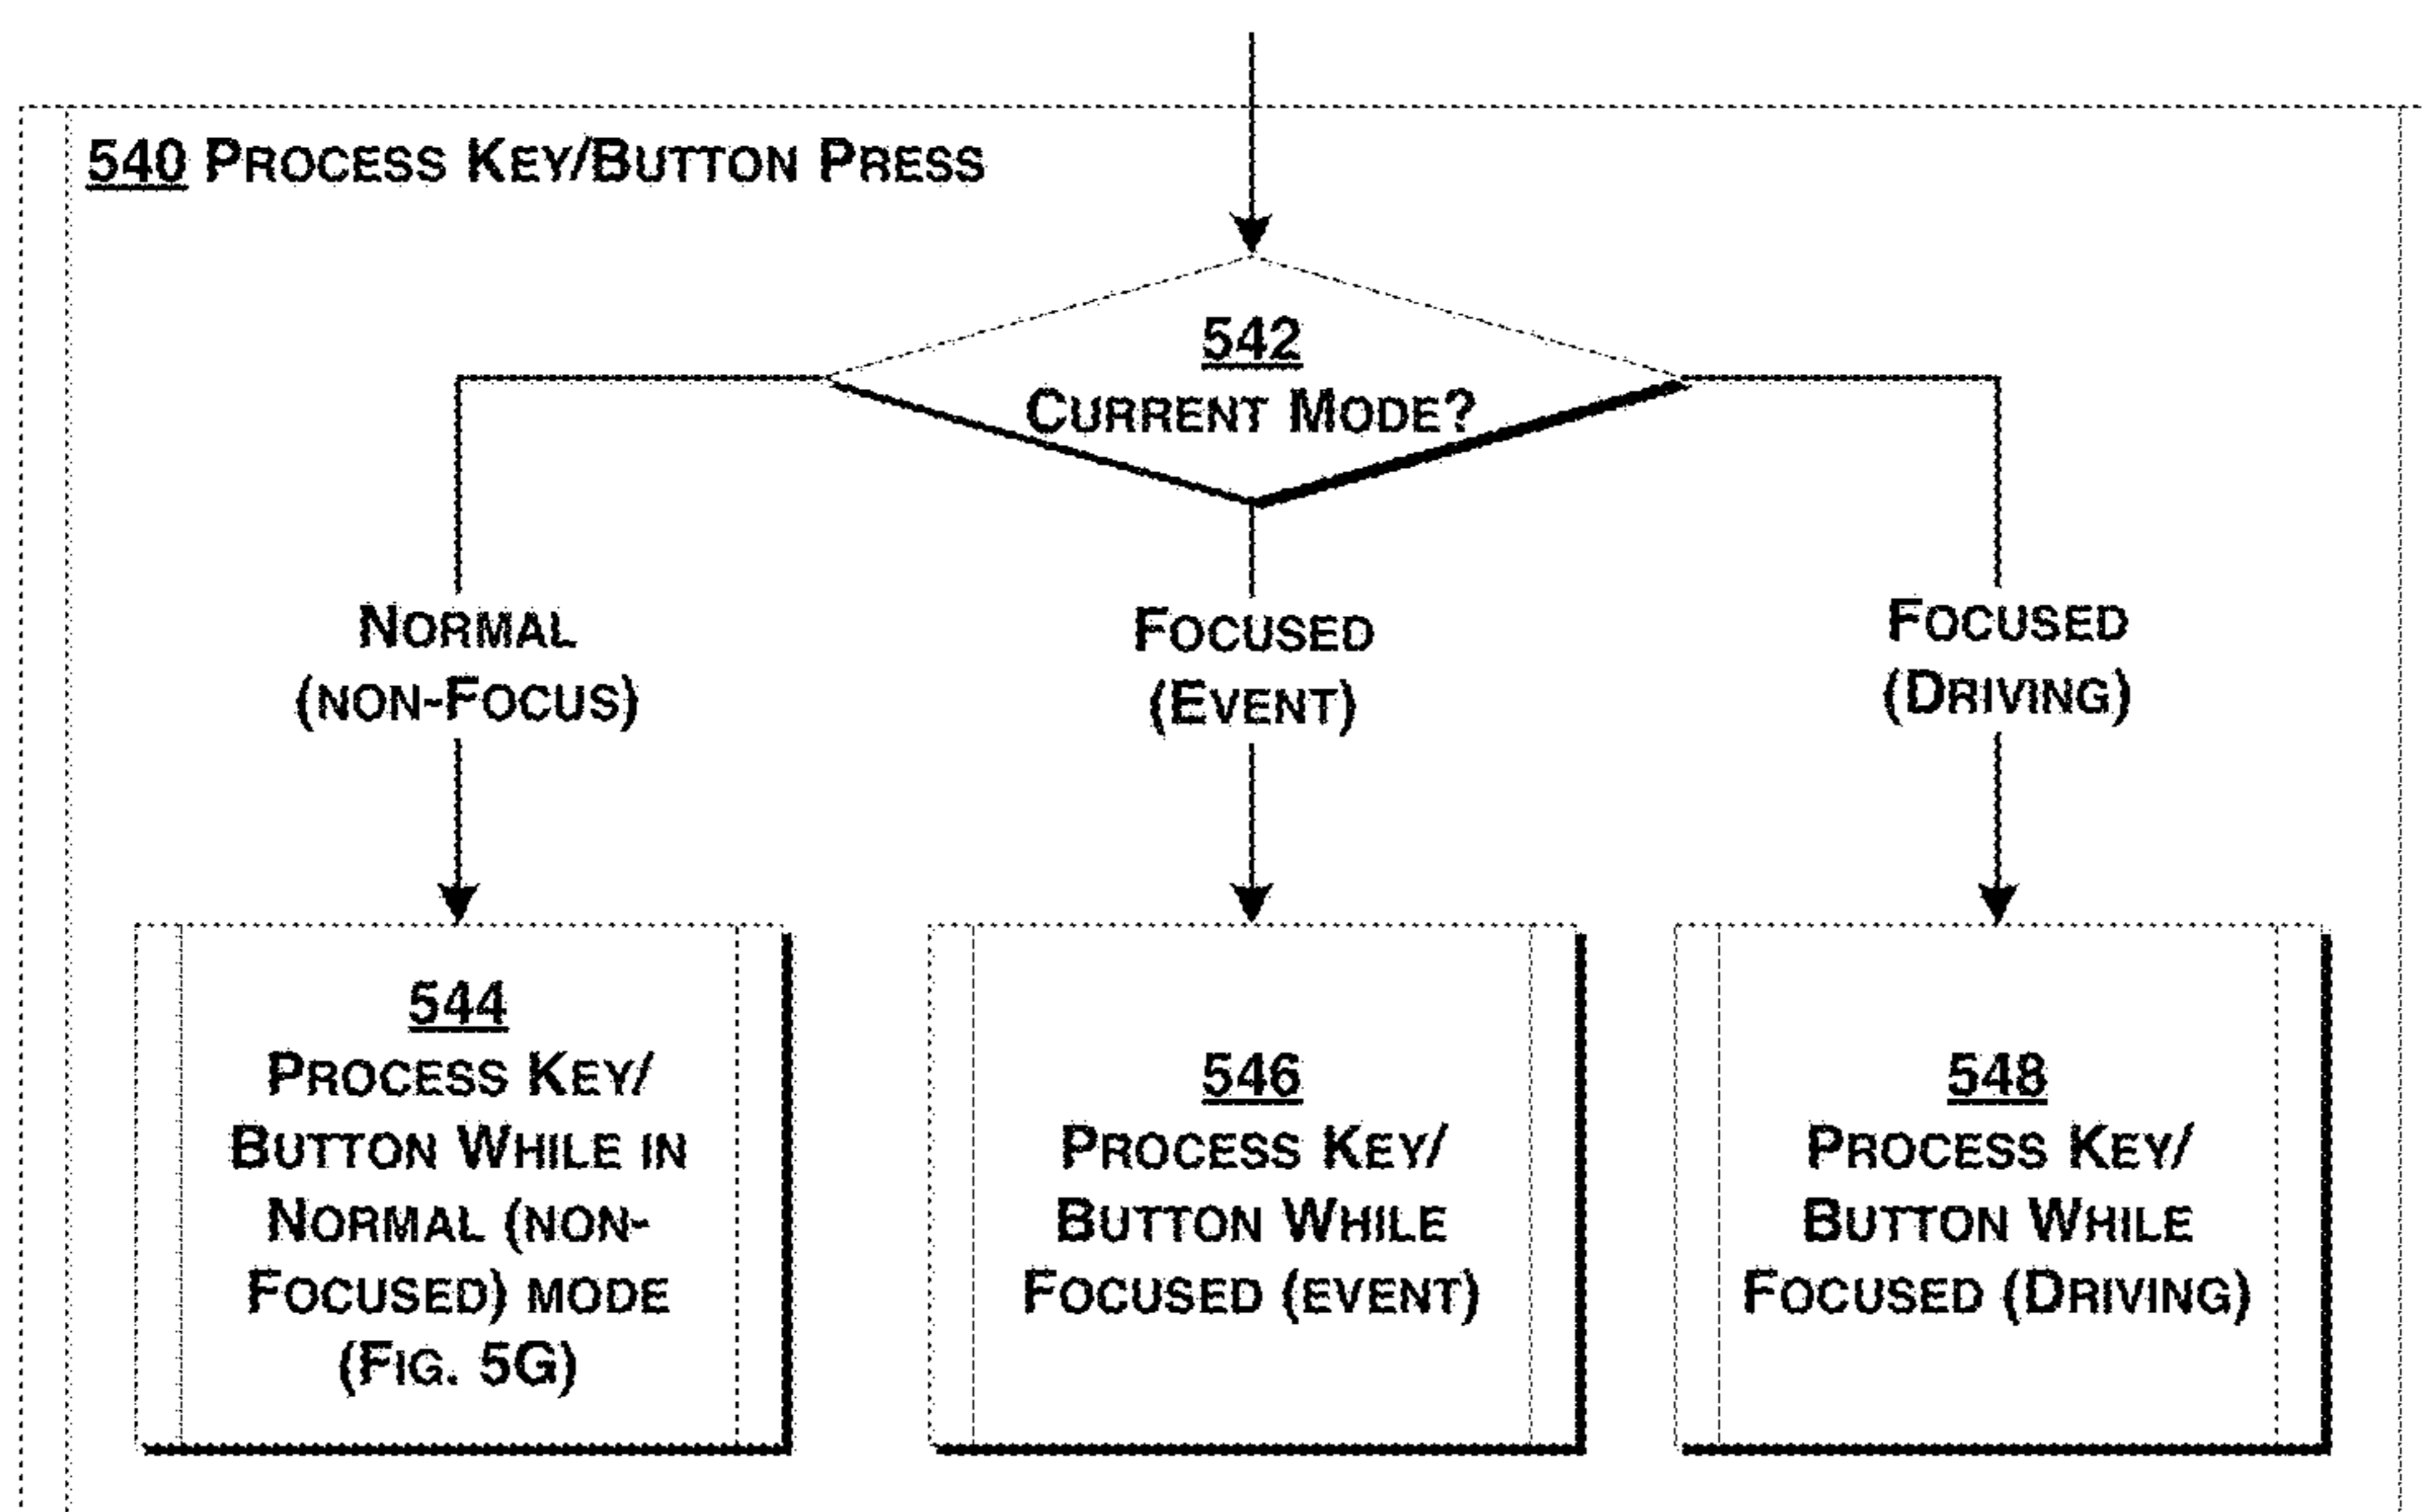 540 Process Key/Button Press
542
Current Mode?
Normal
(non-Focus)
Focused
(Event)
Focused
(Driving)
544
Process Key/
Button While in
Normal (non-
Focused) mode
(Fig. 5G)
546
Process Key/
Button While
Focused (event)
548
Process Key/
Button While
Focused (Driving)